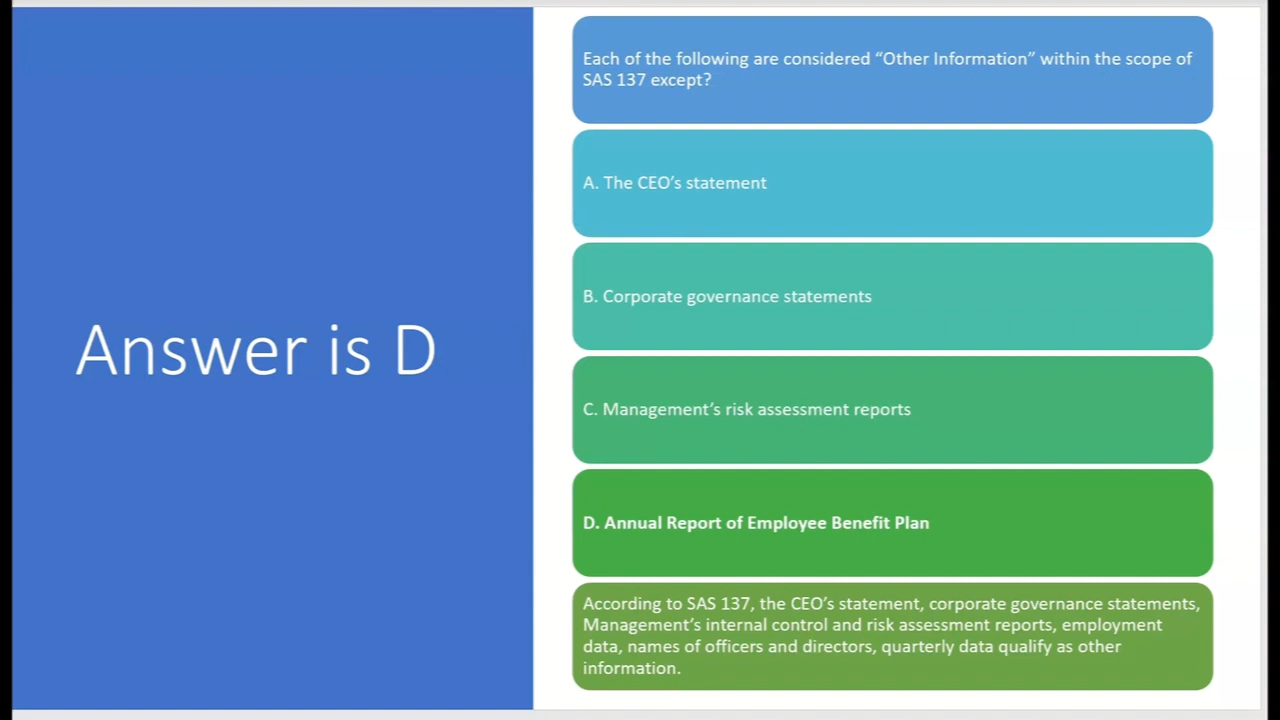 Answer is D
Each of the following are considered “Other Information” within the scope of
SAS 137 except?
A. The CEO’s statement
B. Corporate governance statements
C. Management’s risk assessment reports
D. Annual Report of Employee Benefit Plan
According to SAS 137, the CEO’s statement, corporate governance statements,
Management’s internal control and risk assessment reports, employment
data, names of officers and directors, quarterly data qualify as other
information.